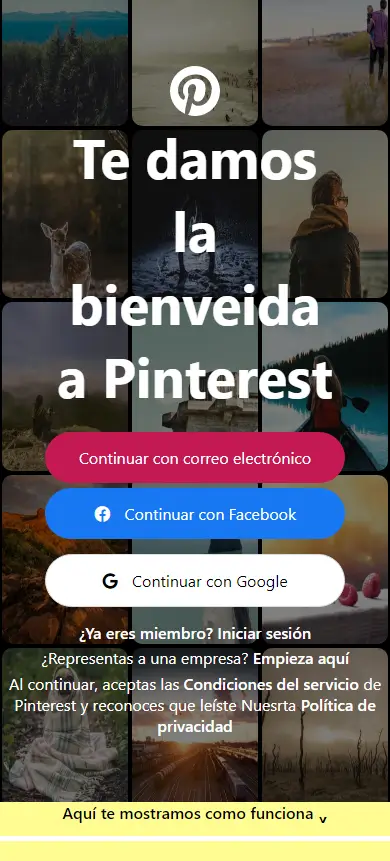 Te damos
la
bienveida
a Pinterest
Continuar con correo electrónico
Continuar con Facebook
Continuar con Google
¿Ya eres miembro? Iniciar sesión
¿Representas a una empresa? Empieza aquí
Al continuar, aceptas las Condiciones del servicio de
Pinterest y reconoces que leíste Nuesrta Política de
privacidad
Aquí te mostramos como funciona v